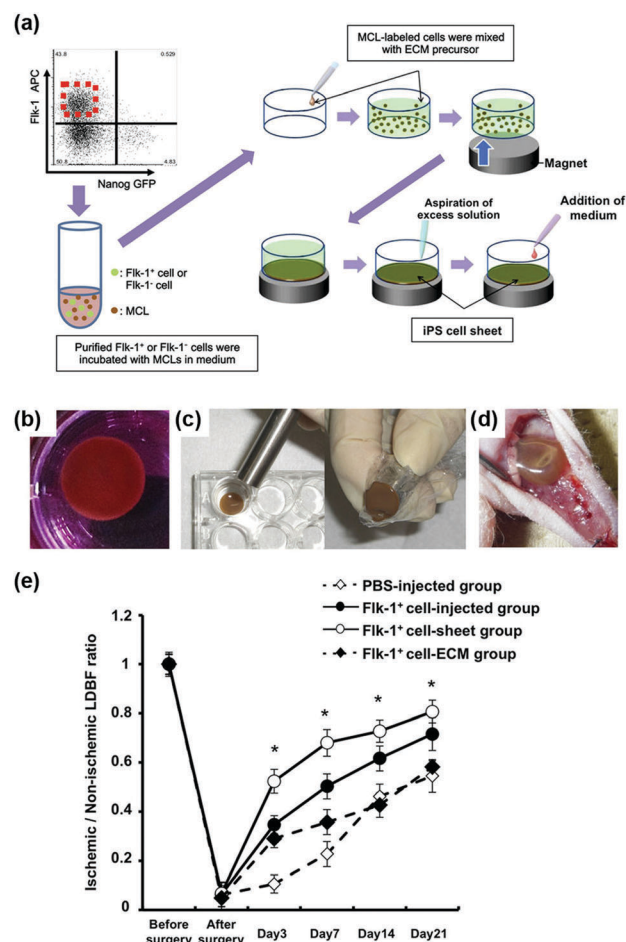 (a)
43.8
0.529
Flk-1 APC
50.8
4.83
Nanog GFP
MCL-labeled cells were mixed
with ECM precursor
Magnet
: Flk-1⁺ cell or
Flk-1⁻ cell
: MCL
Purified Flk-1⁺ or Flk-1⁻ cells were
incubated with MCLs in medium
Aspiration of
excess solution
Addition of
medium
iPS cell sheet
(b)
(c)
(d)
(e)
PBS-injected group
Flk-1⁺ cell-injected group
Flk-1⁺ cell-sheet group
Flk-1⁺ cell-ECM group
Ischemic / Non-ischemic LDBF ratio
1.2
1
0.8
0.6
0.4
0.2
0
* * * *
Before
surgery
After
surgery
Day3
Day7
Day14
Day21